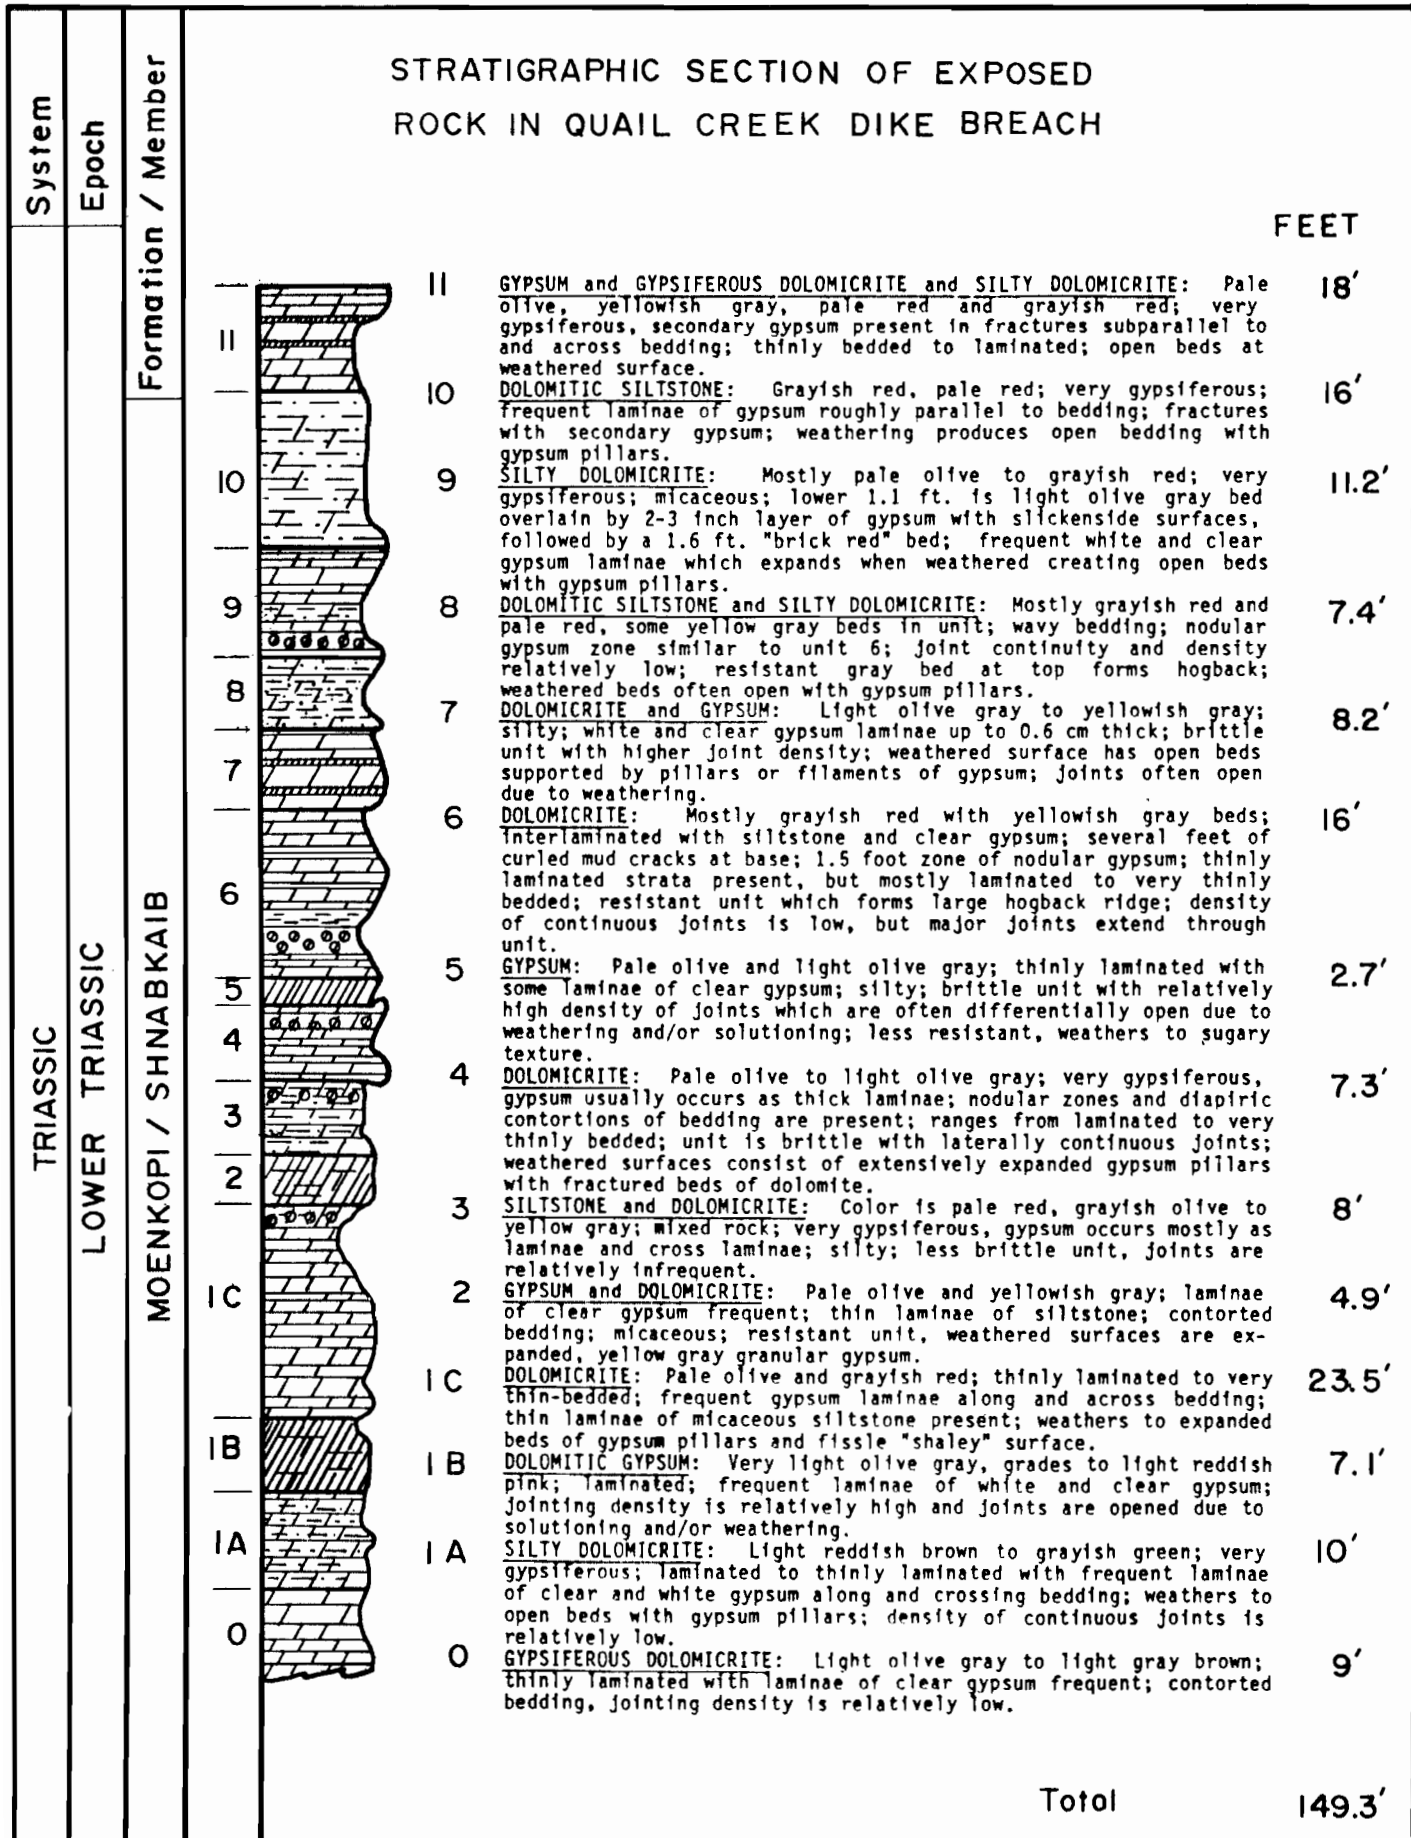 System
Epoch
Formation / Member
STRATIGRAPHIC SECTION OF EXPOSED
ROCK IN QUAIL CREEK DIKE BREACH
FEET
TRIASSIC
LOWER TRIASSIC
MOENKOPI / SHNABKAIB
11
10
9
8
7
6
5
4
3
2
1C
1B
1A
0
11 GYPSUM and GYPSIFEROUS DOLOMICRITE and SILTY DOLOMICRITE: Pale 18'
olive, yellowish gray, pale red and grayish red; very
gypsiferous, secondary gypsum present in fractures subparallel to
and across bedding; thinly bedded to laminated; open beds at
weathered surface.
10 DOLOMITIC SILTSTONE: Grayish red, pale red; very gypsiferous; 16'
frequent laminae of gypsum roughly parallel to bedding; fractures
with secondary gypsum; weathering produces open bedding with
gypsum pillars.
9 SILTY DOLOMICRITE: Mostly pale olive to grayish red; very 11.2'
gypsiferous; micaceous; lower 1.1 ft. is light olive gray bed
overlain by 2-3 inch layer of gypsum with slickenside surfaces,
followed by a 1.6 ft. "brick red" bed; frequent white and clear
gypsum laminae which expands when weathered creating open beds
with gypsum pillars.
8 DOLOMITIC SILTSTONE and SILTY DOLOMICRITE: Mostly grayish red and 7.4'
pale red, some yellow gray beds in unit; wavy bedding; nodular
gypsum zone similar to unit 6; joint continuity and density
relatively low; resistant gray bed at top forms hogback;
weathered beds often open with gypsum pillars.
7 DOLOMICRITE and GYPSUM: Light olive gray to yellowish gray; 8.2'
silty; white and clear gypsum laminae up to 0.6 cm thick; brittle
unit with higher joint density; weathered surface has open beds
supported by pillars or filaments of gypsum; joints often open
due to weathering.
6 DOLOMICRITE: Mostly grayish red with yellowish gray beds; 16'
interlaminated with siltstone and clear gypsum; several feet of
curled mud cracks at base; 1.5 foot zone of nodular gypsum; thinly
laminated strata present, but mostly laminated to very thinly
bedded; resistant unit which forms large hogback ridge; density
of continuous joints is low, but major joints extend through
unit.
5 GYPSUM: Pale olive and light olive gray; thinly laminated with 2.7'
some laminae of clear gypsum; silty; brittle unit with relatively
high density of joints which are often differentially open due to
weathering and/or solutioning; less resistant, weathers to sugary
texture.
4 DOLOMICRITE: Pale olive to light olive gray; very gypsiferous, 7.3'
gypsum usually occurs as thick laminae; nodular zones and diapiric
contortions of bedding are present; ranges from laminated to very
thinly bedded; unit is brittle with laterally continuous joints;
weathered surfaces consist of extensively expanded gypsum pillars
with fractured beds of dolomite.
3 SILTSTONE and DOLOMICRITE: Color is pale red, grayish olive to 8'
yellow gray; mixed rock; very gypsiferous, gypsum occurs mostly as
laminae and cross laminae; silty; less brittle unit, joints are
relatively infrequent.
2 GYPSUM and DOLOMICRITE: Pale olive and yellowish gray; laminae 4.9'
of clear gypsum frequent; thin laminae of siltstone; contorted
bedding; micaceous; resistant unit, weathered surfaces are ex-
panded, yellow gray granular gypsum.
1C DOLOMICRITE: Pale olive and grayish red; thinly laminated to very 23.5'
thin-bedded; frequent gypsum laminae along and across bedding;
thin laminae of micaceous siltstone present; weathers to expanded
beds of gypsum pillars and fissle "shaley" surface.
1B DOLOMITIC GYPSUM: Very light olive gray, grades to light reddish 7.1'
pink; laminated; frequent laminae of white and clear gypsum;
jointing density is relatively high and joints are opened due to
solutioning and/or weathering.
1A SILTY DOLOMICRITE: Light reddish brown to grayish green; very 10'
gypsiferous; laminated to thinly laminated with frequent laminae
of clear and white gypsum along and crossing bedding; weathers to
open beds with gypsum pillars; density of continuous joints is
relatively low.
0 GYPSIFEROUS DOLOMICRITE: Light olive gray to light gray brown; 9'
thinly laminated with laminae of clear gypsum frequent; contorted
bedding, jointing density is relatively low.
Total 149.3'